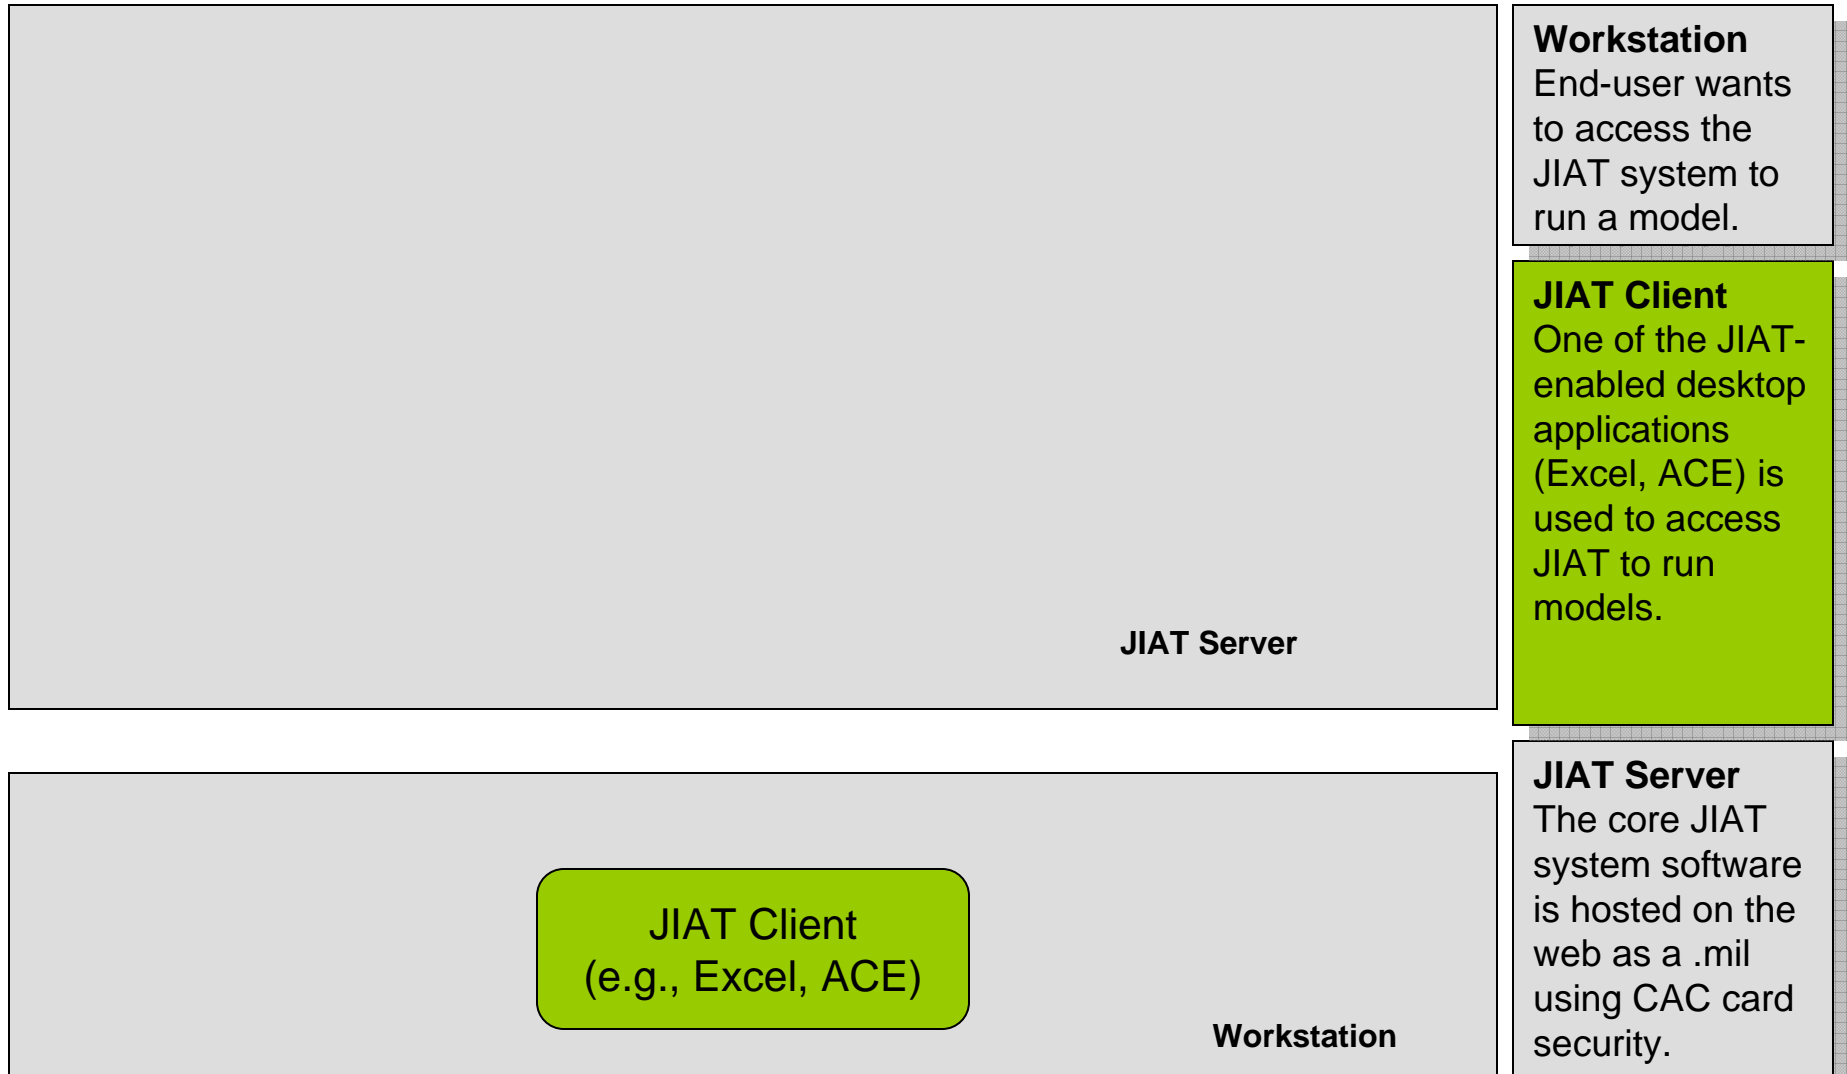 JIAT Server
JIAT Client
(e.g., Excel, ACE)
Workstation
Workstation
End-user wants
to access the
JIAT system to
run a model.
JIAT Client
One of the JIAT-
enabled desktop
applications
(Excel, ACE) is
used to access
JIAT to run
models.
JIAT Server
The core JIAT
system software
is hosted on the
web as a .mil
using CAC card
security.